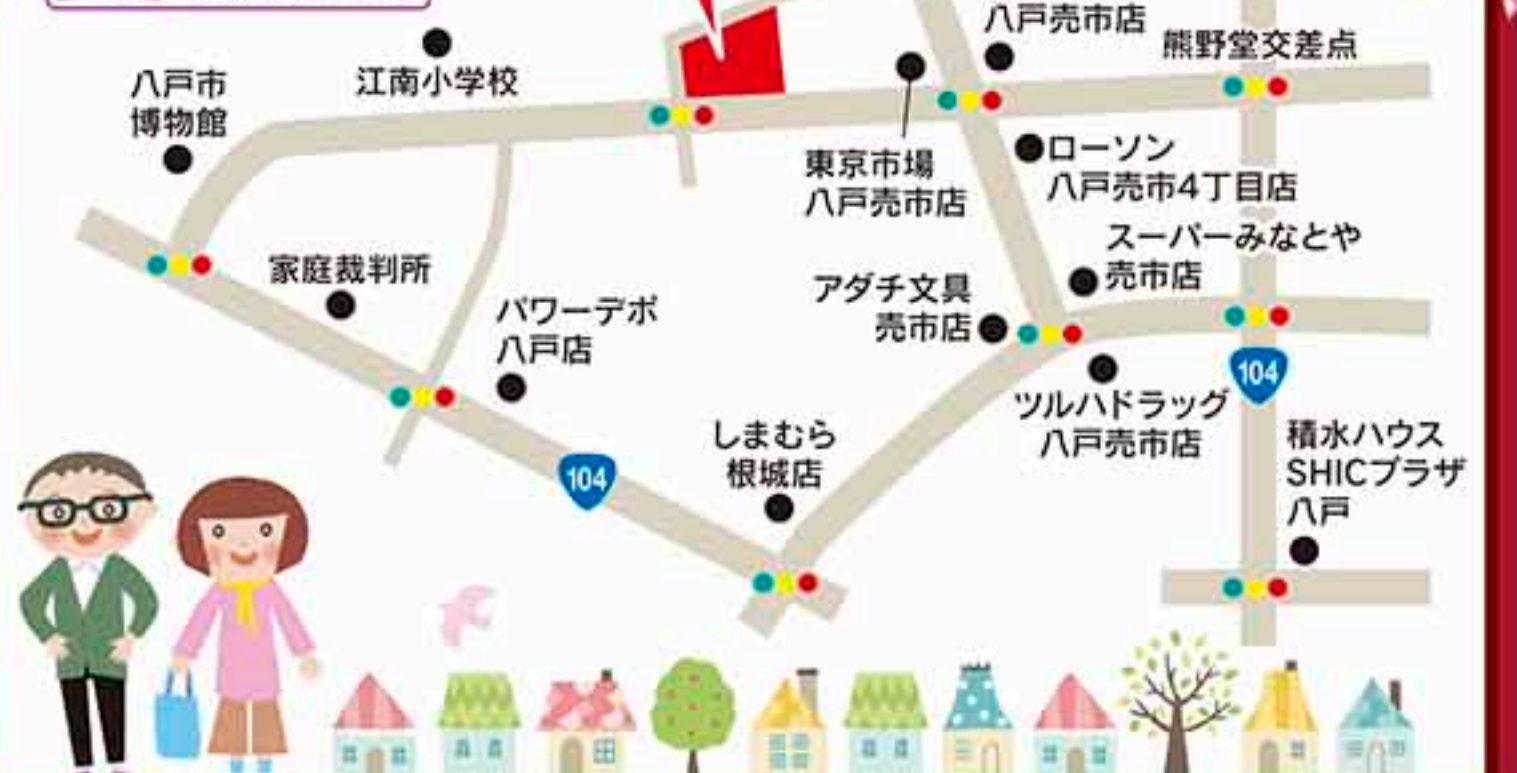 八戸売市店
熊野堂交差点
江南小学校
八戸市
博物館
東京市場
八戸売市店
ローソン
八戸売市4丁目店
スーパーみなとや
売市店
家庭裁判所
アダチ文具
売市店
パワーデポ
八戸店
104
ツルハドラッグ
八戸売市店
しまむら
根城店
積水ハウス
SHICプラザ
八戸
104